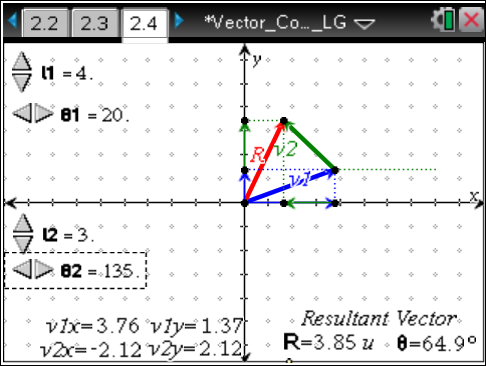 2.2 2.3 2.4 *Vector_Co…_LG
y
l1 = 4.
θ1 = 20.
R v2
v1
x
l2 = 3.
θ2 = 135.
v1x=3.76 v1y=1.37
v2x=-2.12 v2y=2.12
Resultant Vector
R=3.85 u θ=64.9°